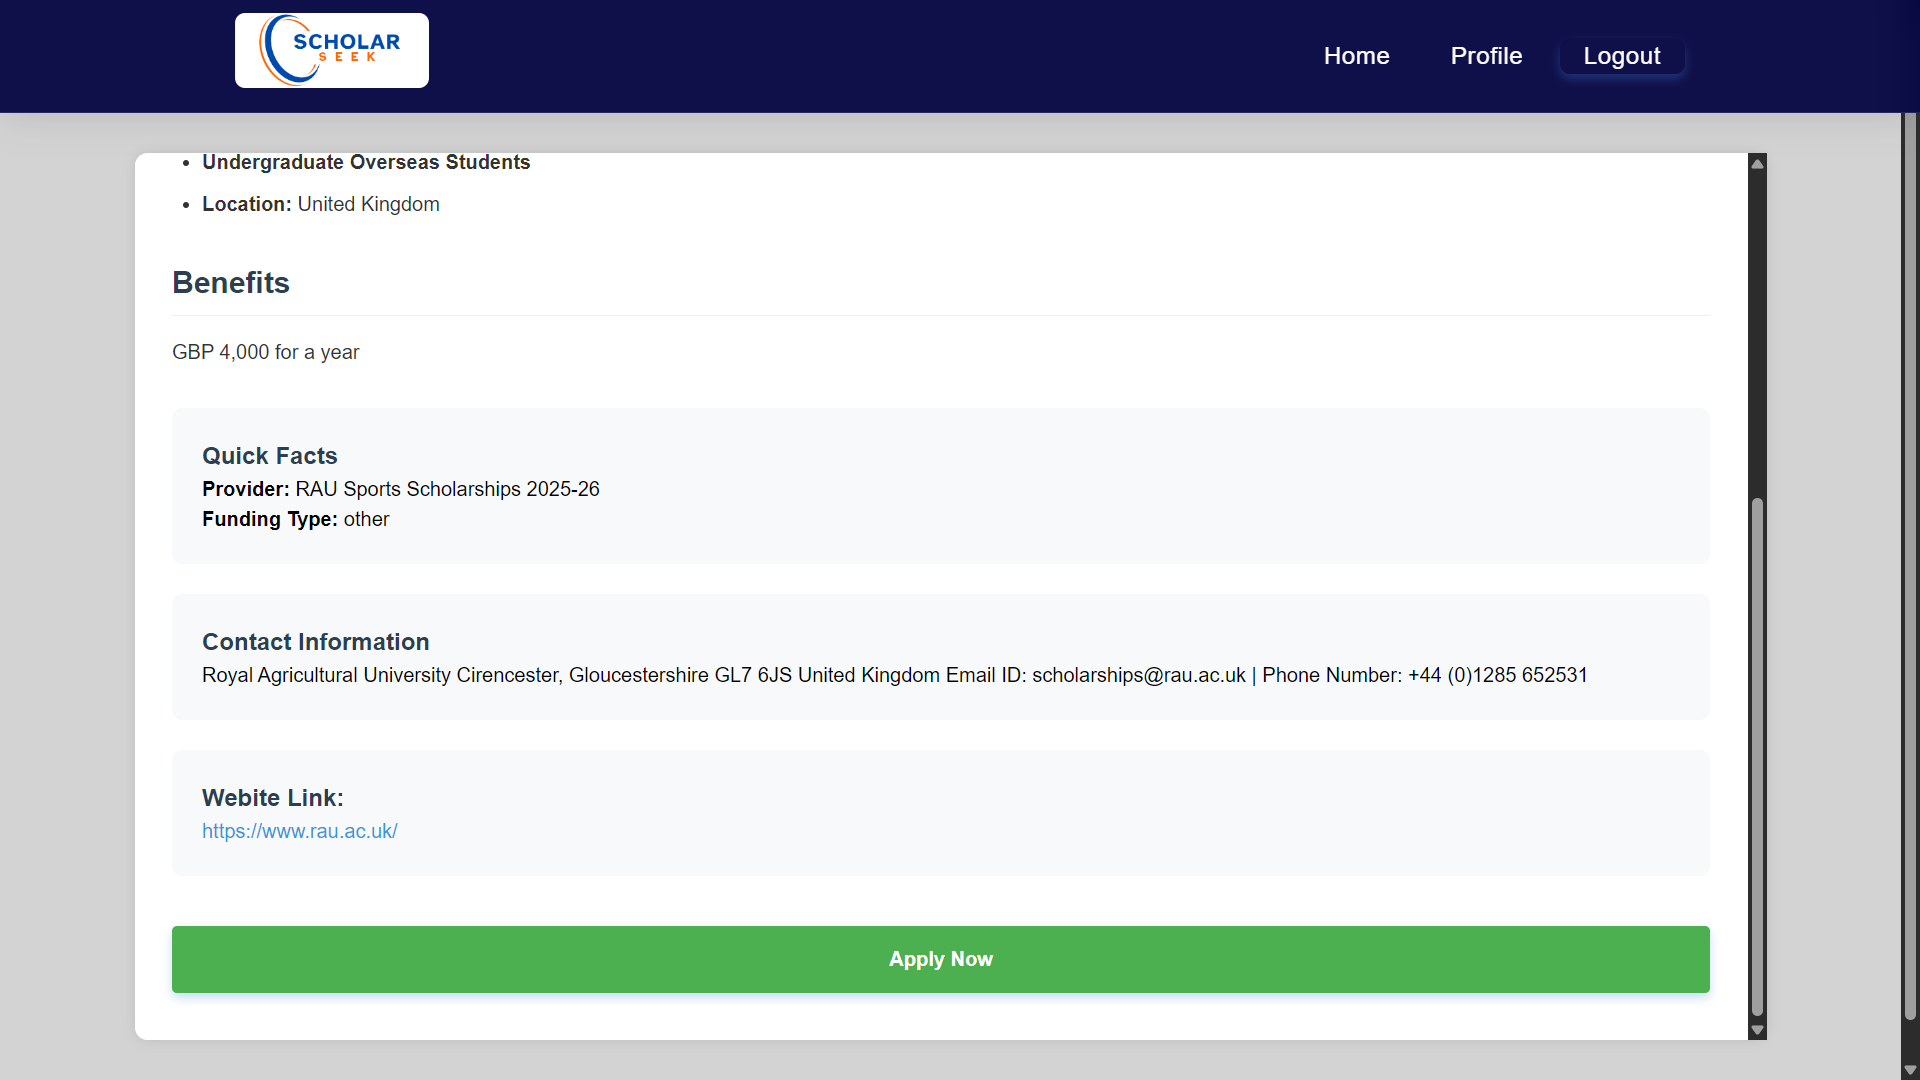 SCHOLAR
SEEK
Home
Profile
Logout
• Undergraduate Overseas Students
• Location: United Kingdom
Benefits
GBP 4,000 for a year
Quick Facts
Provider: RAU Sports Scholarships 2025-26
Funding Type: other
Contact Information
Royal Agricultural University Cirencester, Gloucestershire GL7 6JS United Kingdom Email ID: scholarships@rau.ac.uk | Phone Number: +44 (0)1285 652531
Webite Link:
https://www.rau.ac.uk/
Apply Now